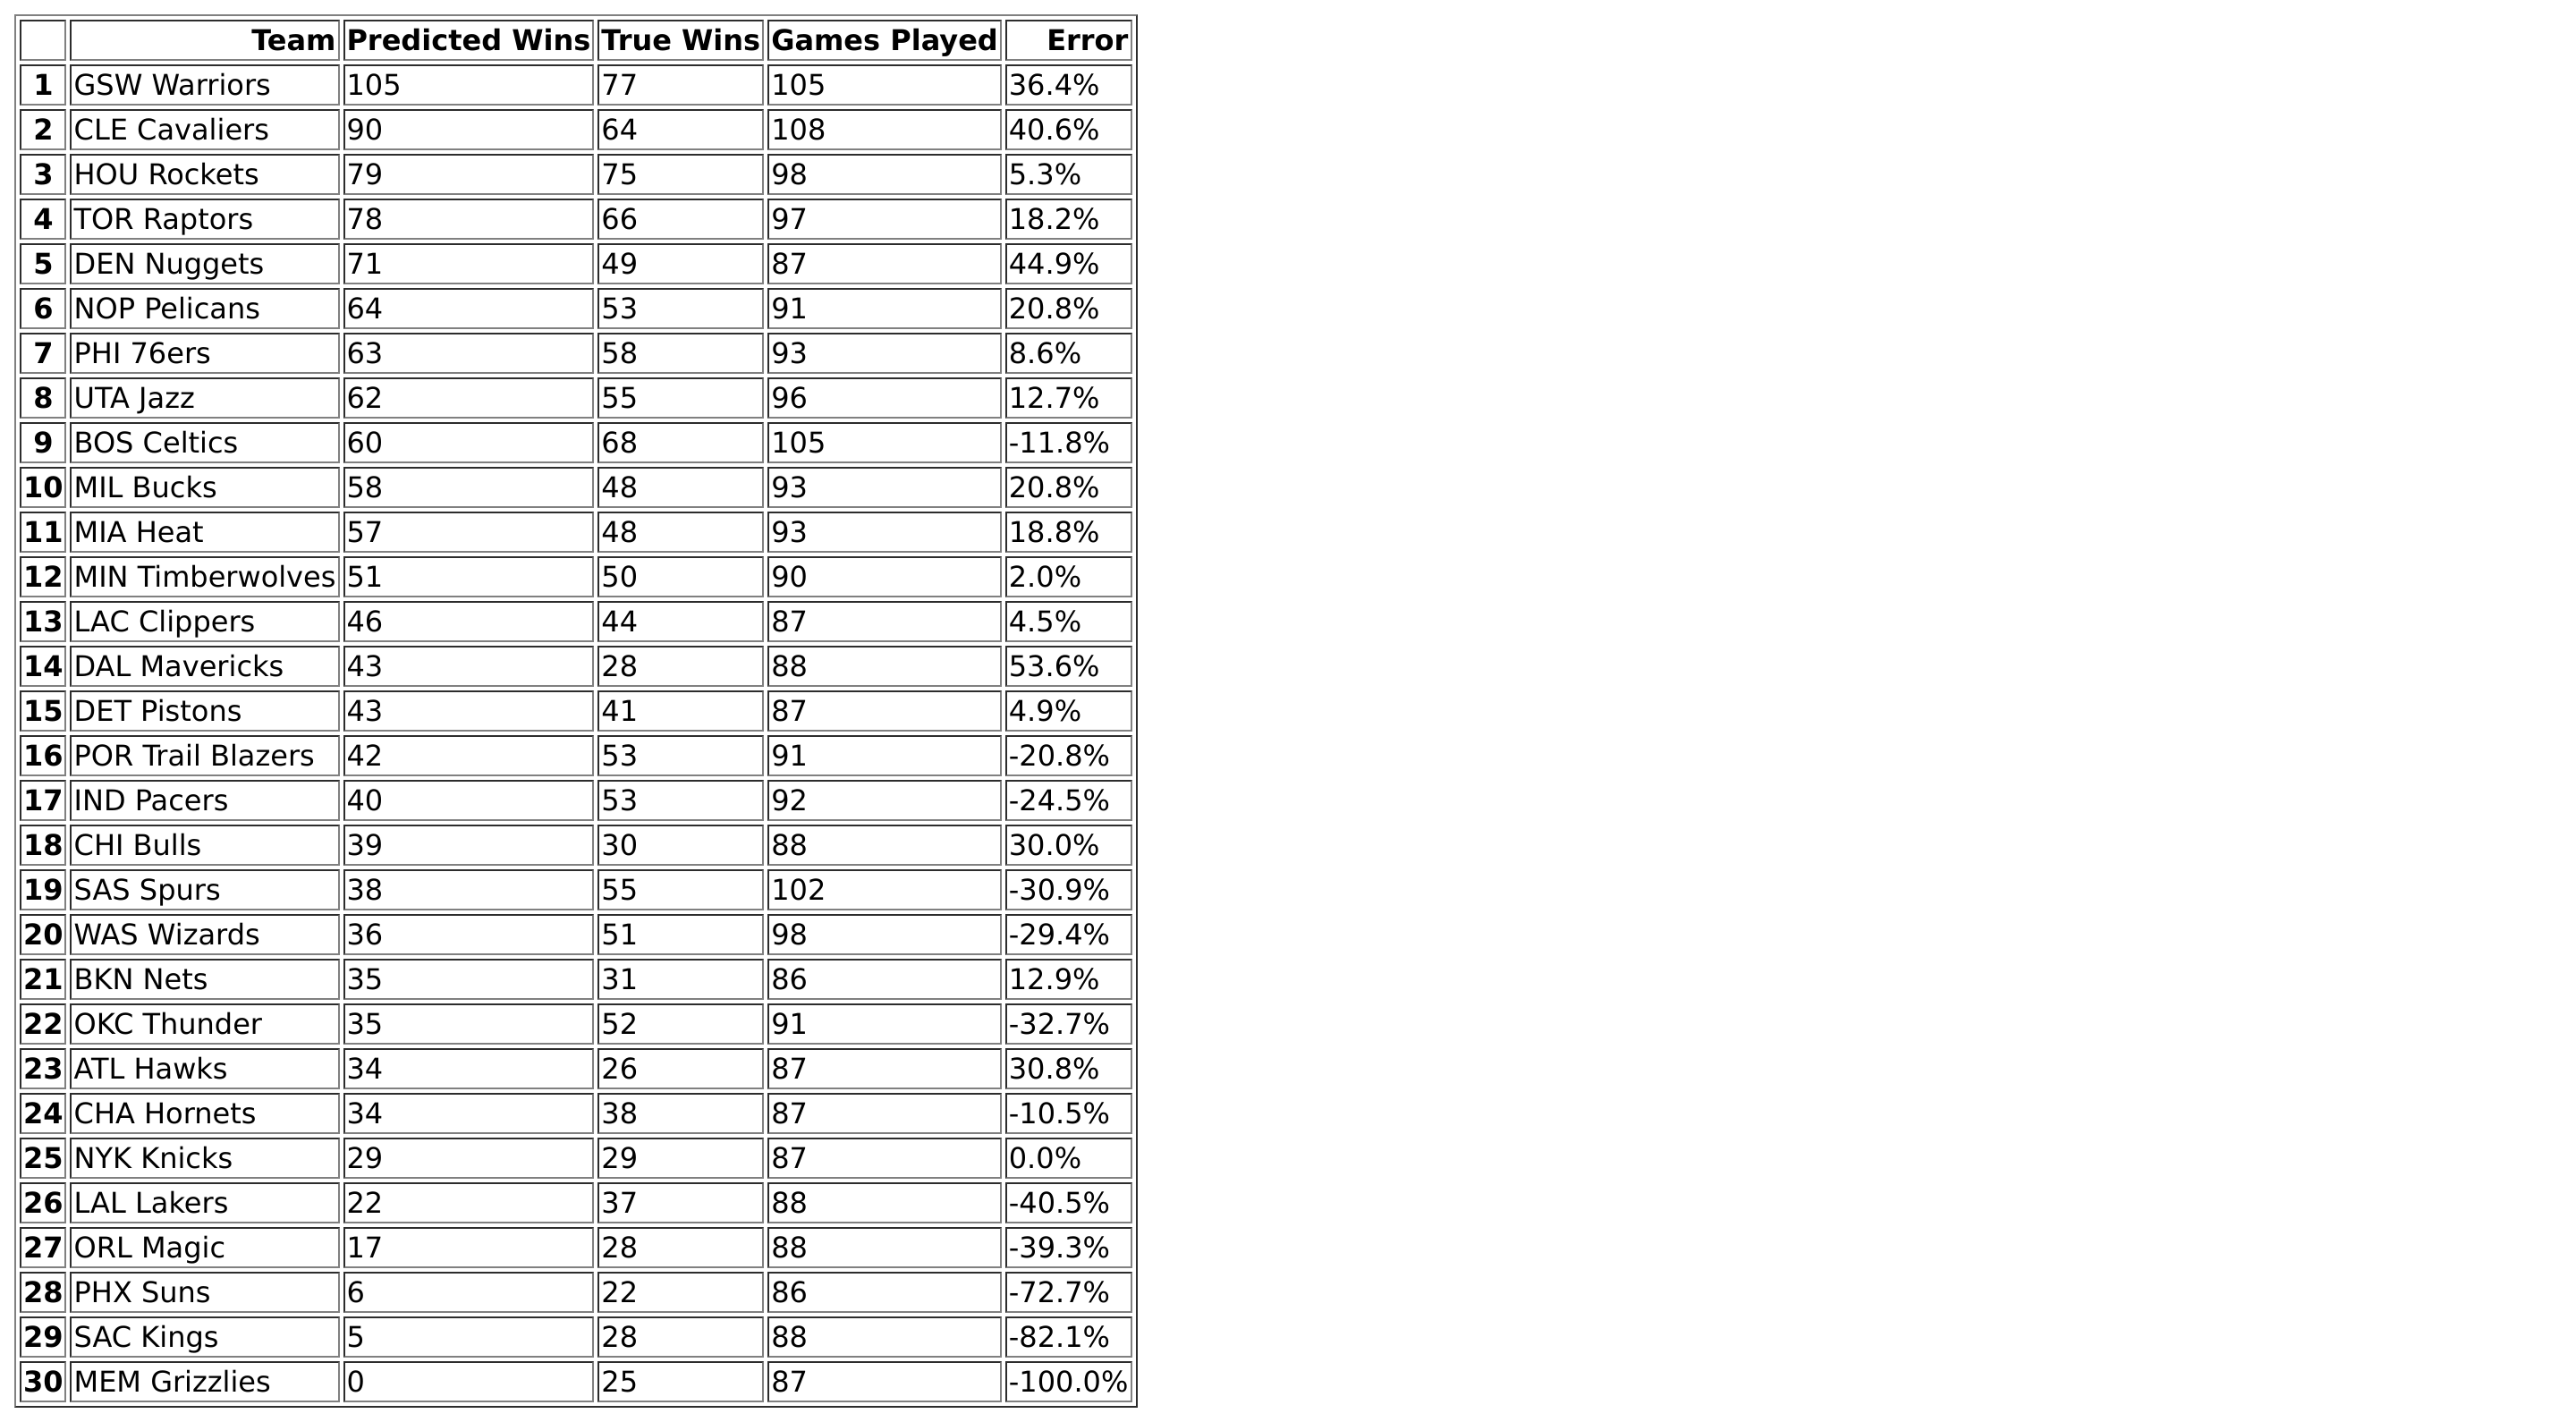 Team Predicted Wins True Wins Games Played Error
1 GSW Warriors 105 77 105 36.4%
2 CLE Cavaliers 90 64 108 40.6%
3 HOU Rockets 79 75 98 5.3%
4 TOR Raptors 78 66 97 18.2%
5 DEN Nuggets 71 49 87 44.9%
6 NOP Pelicans 64 53 91 20.8%
7 PHI 76ers 63 58 93 8.6%
8 UTA Jazz 62 55 96 12.7%
9 BOS Celtics 60 68 105 -11.8%
10 MIL Bucks 58 48 93 20.8%
11 MIA Heat 57 48 93 18.8%
12 MIN Timberwolves 51 50 90 2.0%
13 LAC Clippers 46 44 87 4.5%
14 DAL Mavericks 43 28 88 53.6%
15 DET Pistons 43 41 87 4.9%
16 POR Trail Blazers 42 53 91 -20.8%
17 IND Pacers 40 53 92 -24.5%
18 CHI Bulls 39 30 88 30.0%
19 SAS Spurs 38 55 102 -30.9%
20 WAS Wizards 36 51 98 -29.4%
21 BKN Nets 35 31 86 12.9%
22 OKC Thunder 35 52 91 -32.7%
23 ATL Hawks 34 26 87 30.8%
24 CHA Hornets 34 38 87 -10.5%
25 NYK Knicks 29 29 87 0.0%
26 LAL Lakers 22 37 88 -40.5%
27 ORL Magic 17 28 88 -39.3%
28 PHX Suns 6 22 86 -72.7%
29 SAC Kings 5 28 88 -82.1%
30 MEM Grizzlies 0 25 87 -100.0%